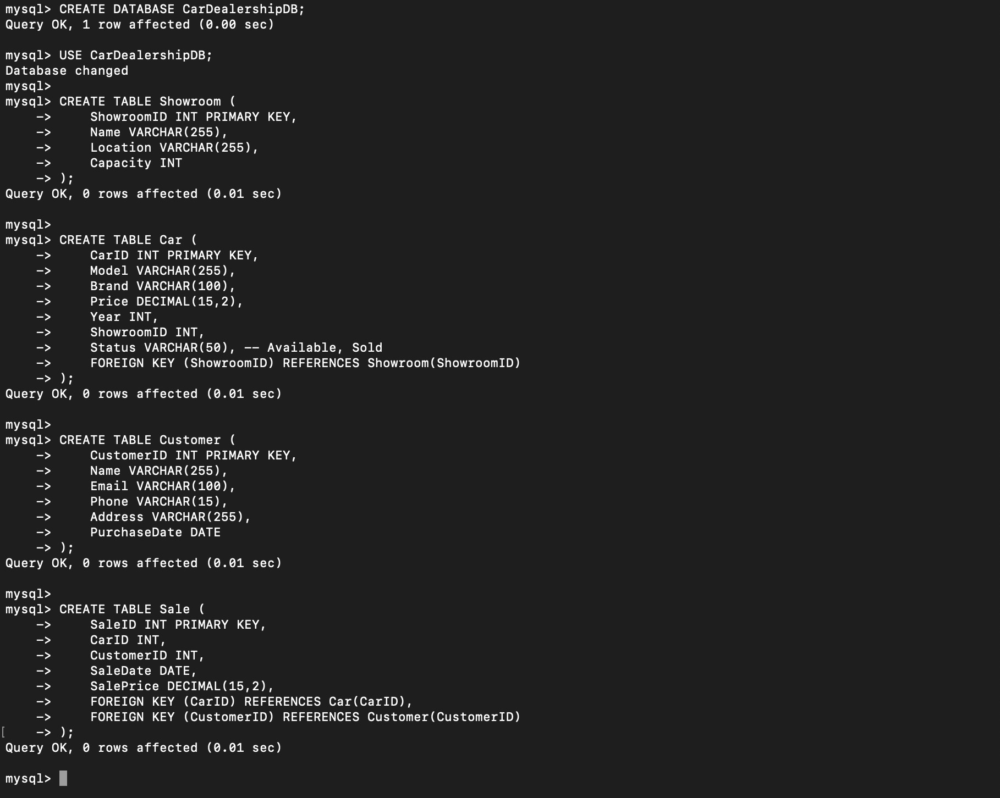 mysql> CREATE DATABASE CarDealershipDB;
Query OK, 1 row affected (0.00 sec)

mysql> USE CarDealershipDB;
Database changed
mysql>
mysql> CREATE TABLE Showroom (
    ->     ShowroomID INT PRIMARY KEY,
    ->     Name VARCHAR(255),
    ->     Location VARCHAR(255),
    ->     Capacity INT
    -> );
Query OK, 0 rows affected (0.01 sec)

mysql>
mysql> CREATE TABLE Car (
    ->     CarID INT PRIMARY KEY,
    ->     Model VARCHAR(255),
    ->     Brand VARCHAR(100),
    ->     Price DECIMAL(15,2),
    ->     Year INT,
    ->     ShowroomID INT,
    ->     Status VARCHAR(50), -- Available, Sold
    ->     FOREIGN KEY (ShowroomID) REFERENCES Showroom(ShowroomID)
    -> );
Query OK, 0 rows affected (0.01 sec)

mysql>
mysql> CREATE TABLE Customer (
    ->     CustomerID INT PRIMARY KEY,
    ->     Name VARCHAR(255),
    ->     Email VARCHAR(100),
    ->     Phone VARCHAR(15),
    ->     Address VARCHAR(255),
    ->     PurchaseDate DATE
    -> );
Query OK, 0 rows affected (0.01 sec)

mysql>
mysql> CREATE TABLE Sale (
    ->     SaleID INT PRIMARY KEY,
    ->     CarID INT,
    ->     CustomerID INT,
    ->     SaleDate DATE,
    ->     SalePrice DECIMAL(15,2),
    ->     FOREIGN KEY (CarID) REFERENCES Car(CarID),
    ->     FOREIGN KEY (CustomerID) REFERENCES Customer(CustomerID)
[    -> );
Query OK, 0 rows affected (0.01 sec)

mysql>